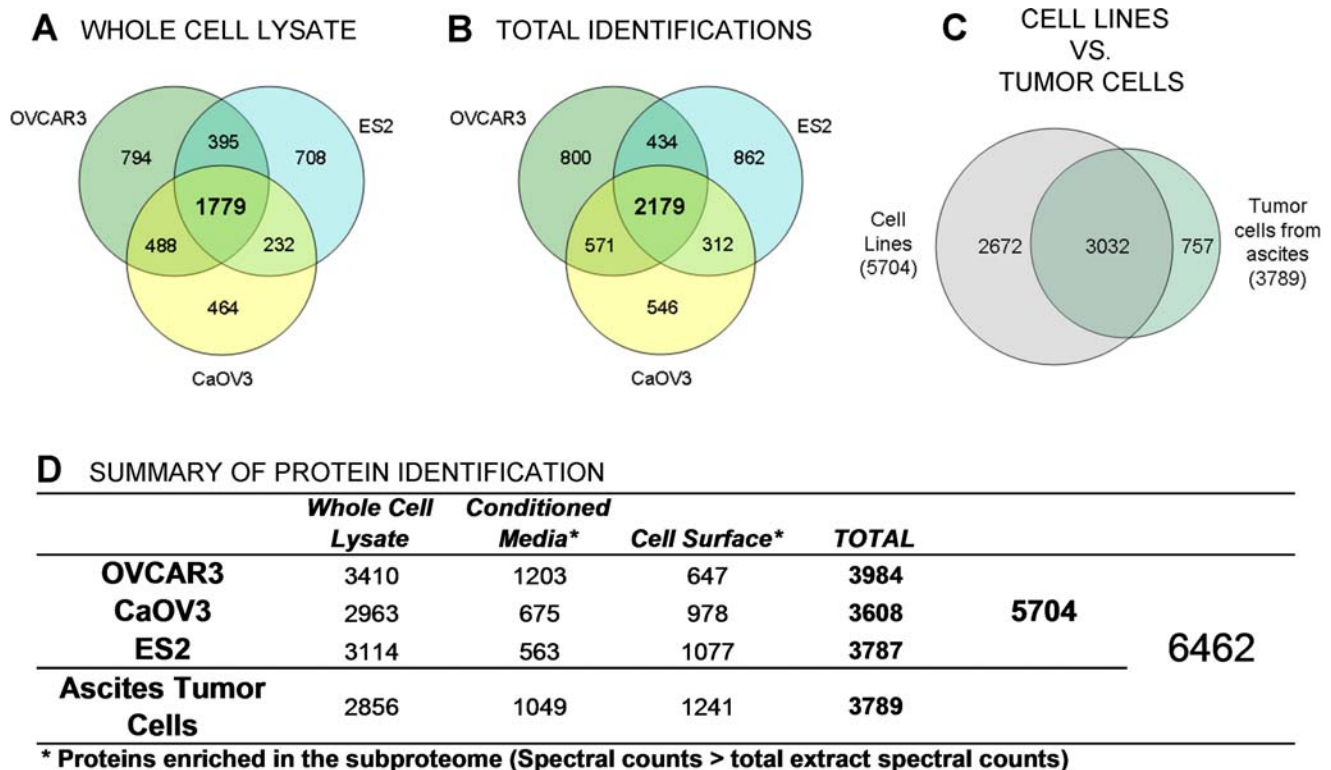 A WHOLE CELL LYSATE
OVCAR3
ES2
395
794
708
1779
488
232
464
CaOV3
B TOTAL IDENTIFICATIONS
OVCAR3
ES2
434
800
862
2179
571
312
546
CaOV3
C CELL LINES
VS.
TUMOR CELLS
Cell
Lines
(5704)
2672
3032
757
Tumor
cells from
ascites
(3789)
D SUMMARY OF PROTEIN IDENTIFICATION
Whole Cell Conditioned
Lysate Media* Cell Surface* TOTAL
OVCAR3 3410 1203 647 3984
CaOV3 2963 675 978 3608 5704
ES2 3114 563 1077 3787
6462
Ascites Tumor
Cells 2856 1049 1241 3789
* Proteins enriched in the subproteome (Spectral counts > total extract spectral counts)